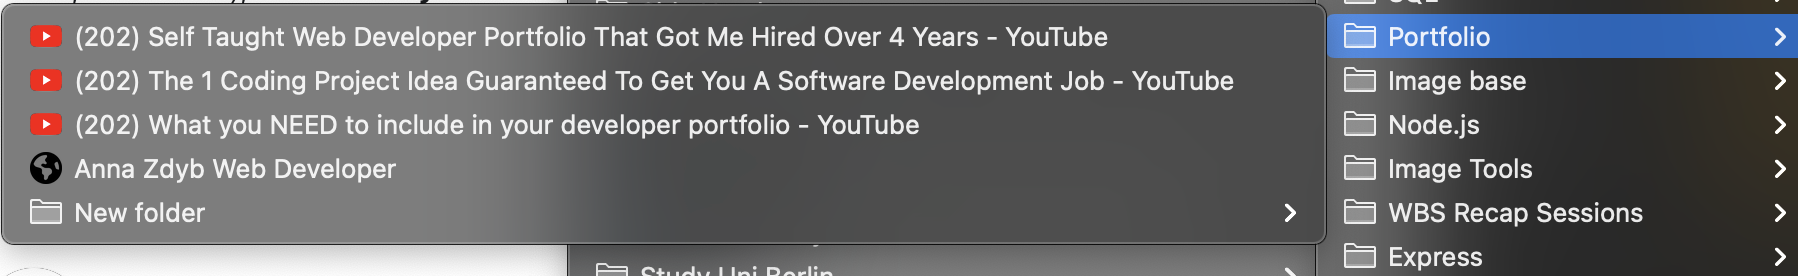 (202) Self Taught Web Developer Portfolio That Got Me Hired Over 4 Years - YouTube
(202) The 1 Coding Project Idea Guaranteed To Get You A Software Development Job - YouTube
(202) What you NEED to include in your developer portfolio - YouTube
Anna Zdyb Web Developer
New folder
Study Uni Berlin
Portfolio
Image base
Node.js
Image Tools
WBS Recap Sessions
Express